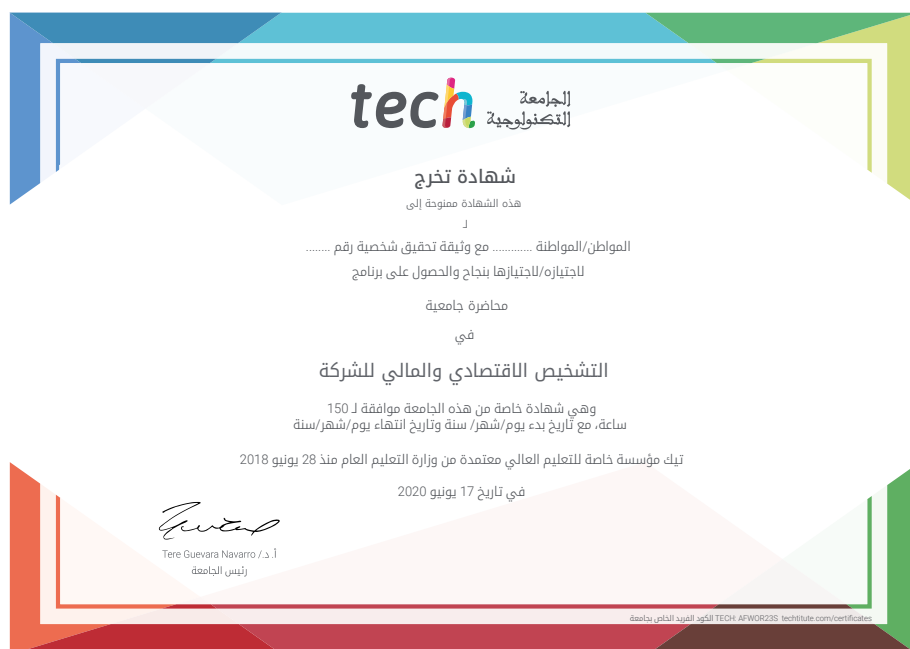 tech الجامعة
التكنولوجية
شهادة تخرج
هذه الشهادة ممنوحة إلى
لـ
المواطن/المواطنة ............ مع وثيقة تحقيق شخصية رقم ........
لاجتيازه/لاجتيازها بنجاح والحصول على برنامج
محاضرة جامعية
في
التشخيص الاقتصادي والمالي للشركة
وهي شهادة خاصة من هذه الجامعة موافقة لـ 150
ساعة، مع تاريخ بدء يوم/شهر/ سنة وتاريخ انتهاء يوم/شهر/سنة
تيك مؤسسة خاصة للتعليم العالي معتمدة من وزارة التعليم العام منذ 28 يونيو 2018
في تاريخ 17 يونيو 2020
أ. د./ Tere Guevara Navarro
رئيس الجامعة
الكود الفريد الخاص بجامعة TECH: AFWOR23S techtitute.com/certificates